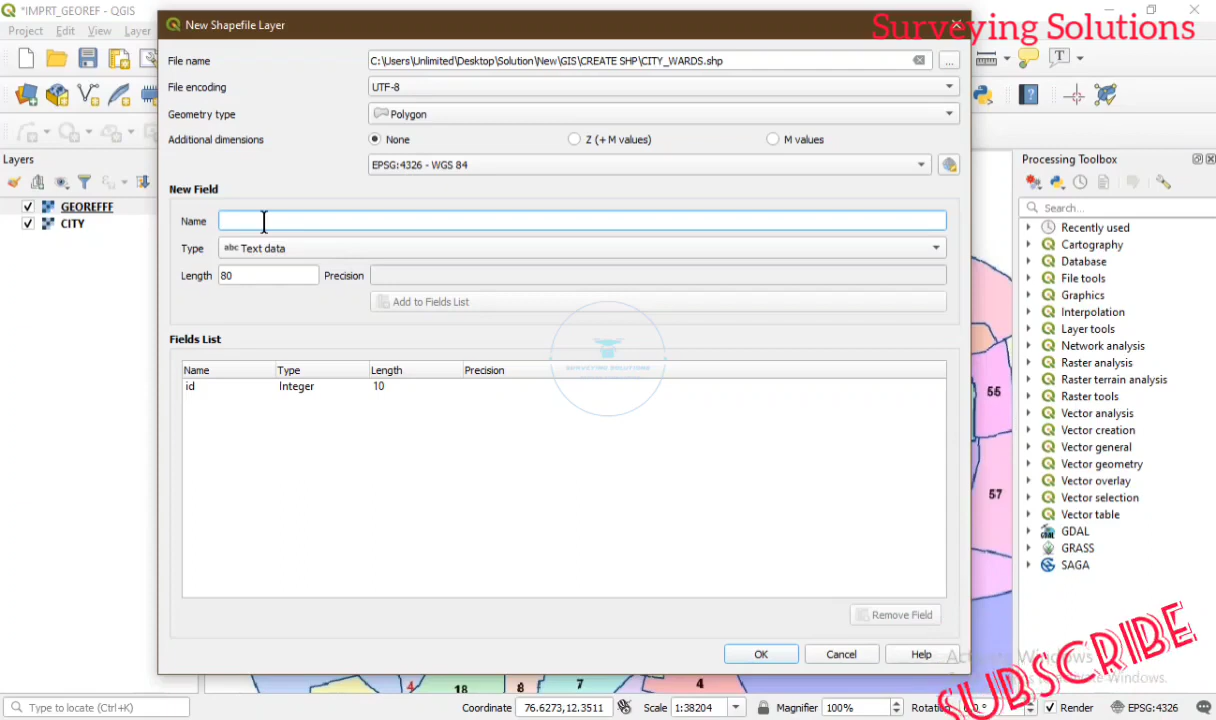 *IMPRT_GEOREF - QGIS
Project Edit View Layer
New Shapefile Layer
Surveying Solutions
File name C:\Users\Unlimited\Desktop\Solution\New\GIS\CREATE SHP\CITY_WARDS.shp ...
File encoding UTF-8
Geometry type Polygon
Additional dimensions None Z (+ M values) M values
EPSG:4326 - WGS 84
New Field
Name
Type abc Text data
Length 80 Precision
Add to Fields List
Fields List
Name Type Length Precision
id Integer 10
Remove Field
OK Cancel Help
Layers
GEOREFFF
CITY
Processing Toolbox
Search...
Recently used
Cartography
Database
File tools
Graphics
Interpolation
Layer tools
Network analysis
Raster analysis
Raster terrain analysis
Raster tools
Vector analysis
Vector creation
Vector general
Vector geometry
Vector overlay
Vector selection
Vector table
GDAL
GRASS
SAGA
55
57
SURVEYING SOLUTIONS
Activate Windows
SUBSCRIBE
4 18 8 7 4
Type to locate (Ctrl+K) Coordinate 76.6273,12.3511 Scale 1:38204 Magnifier 100% Render EPSG:4326